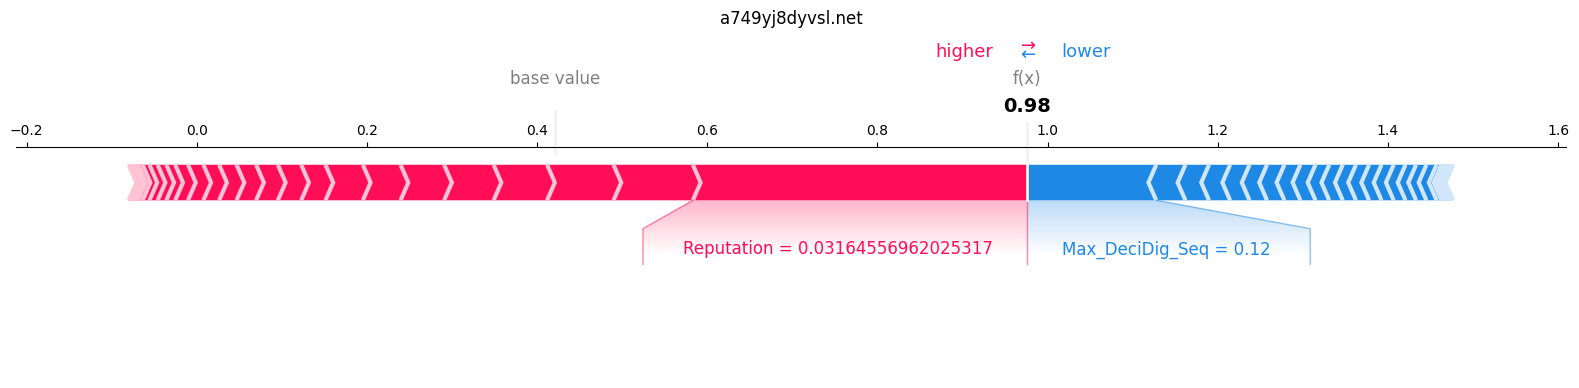 a749yj8dyvsl.net
higher → ← lower
base value f(x)
0.98
−0.2 0.0 0.2 0.4 0.6 0.8 1.0 1.2 1.4 1.6
Reputation = 0.03164556962025317 Max_DeciDig_Seq = 0.12